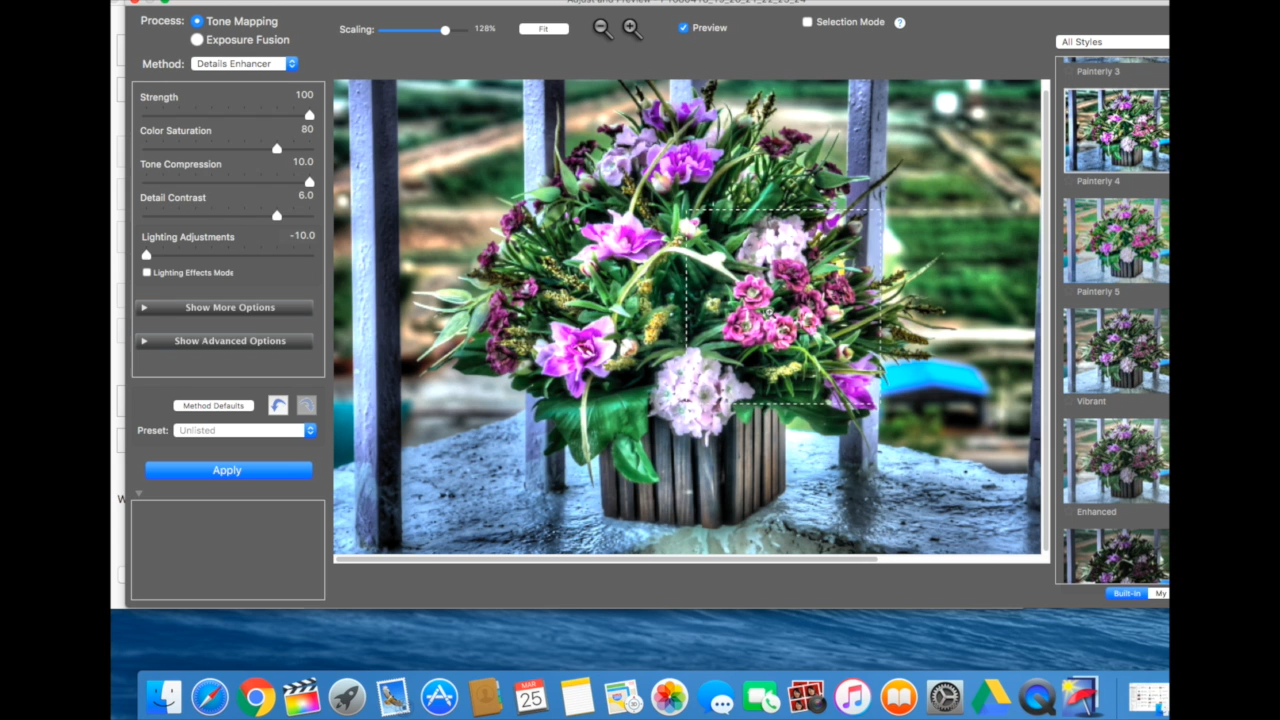 Process: Tone Mapping
Exposure Fusion
Method: Details Enhancer
Scaling: 128% Fit
Preview
Selection Mode ?
Strength 100
Color Saturation 80
Tone Compression 10.0
Detail Contrast 6.0
Lighting Adjustments -10.0
Lighting Effects Mode
Show More Options
Show Advanced Options
Method Defaults
Preset: Unlisted
Apply
W
All Styles
Painterly 3
Painterly 4
Painterly 5
Vibrant
Enhanced
Built-in My
MAR
25